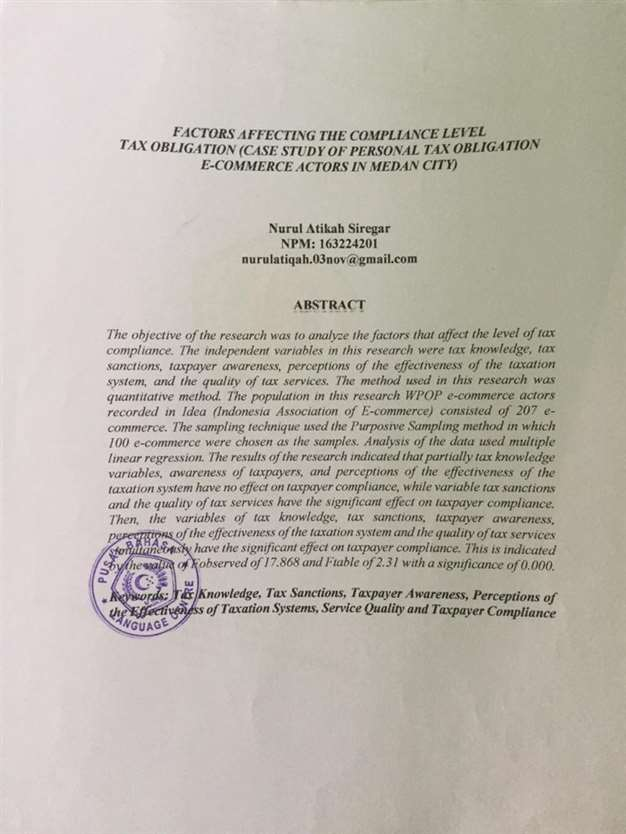 FACTORS AFFECTING THE COMPLIANCE LEVEL
TAX OBLIGATION (CASE STUDY OF PERSONAL TAX OBLIGATION
E-COMMERCE ACTORS IN MEDAN CITY)
Nurul Atikah Siregar
NPM: 163224201
nurulatiqah.03nov@gmail.com
ABSTRACT
The objective of the research was to analyze the factors that affect the level of tax
compliance. The independent variables in this research were tax knowledge, tax
sanctions, taxpayer awareness, perceptions of the effectiveness of the taxation
system, and the quality of tax services. The method used in this research was
quantitative method. The population in this research WPOP e-commerce actors
recorded in Idea (Indonesia Association of E-commerce) consisted of 207 e-
commerce. The sampling technique used the Purposive Sampling method in which
100 e-commerce were chosen as the samples. Analysis of the data used multiple
linear regression. The results of the research indicated that partially tax knowledge
variables, awareness of taxpayers, and perceptions of the effectiveness of the
taxation system have no effect on taxpayer compliance, while variable tax sanctions
and the quality of tax services have the significant effect on taxpayer compliance.
Then, the variables of tax knowledge, tax sanctions, taxpayer awareness,
perceptions of the effectiveness of the taxation system and the quality of tax services
simultaneously have the significant effect on taxpayer compliance. This is indicated
by the value of Fobserved of 17.868 and Ftable of 2.31 with a significance of 0.000.
Keywords: Tax Knowledge, Tax Sanctions, Taxpayer Awareness, Perceptions of
the Effectiveness of Taxation Systems, Service Quality and Taxpayer Compliance
PUSAT BAHASA
LANGUAGE CENTRE